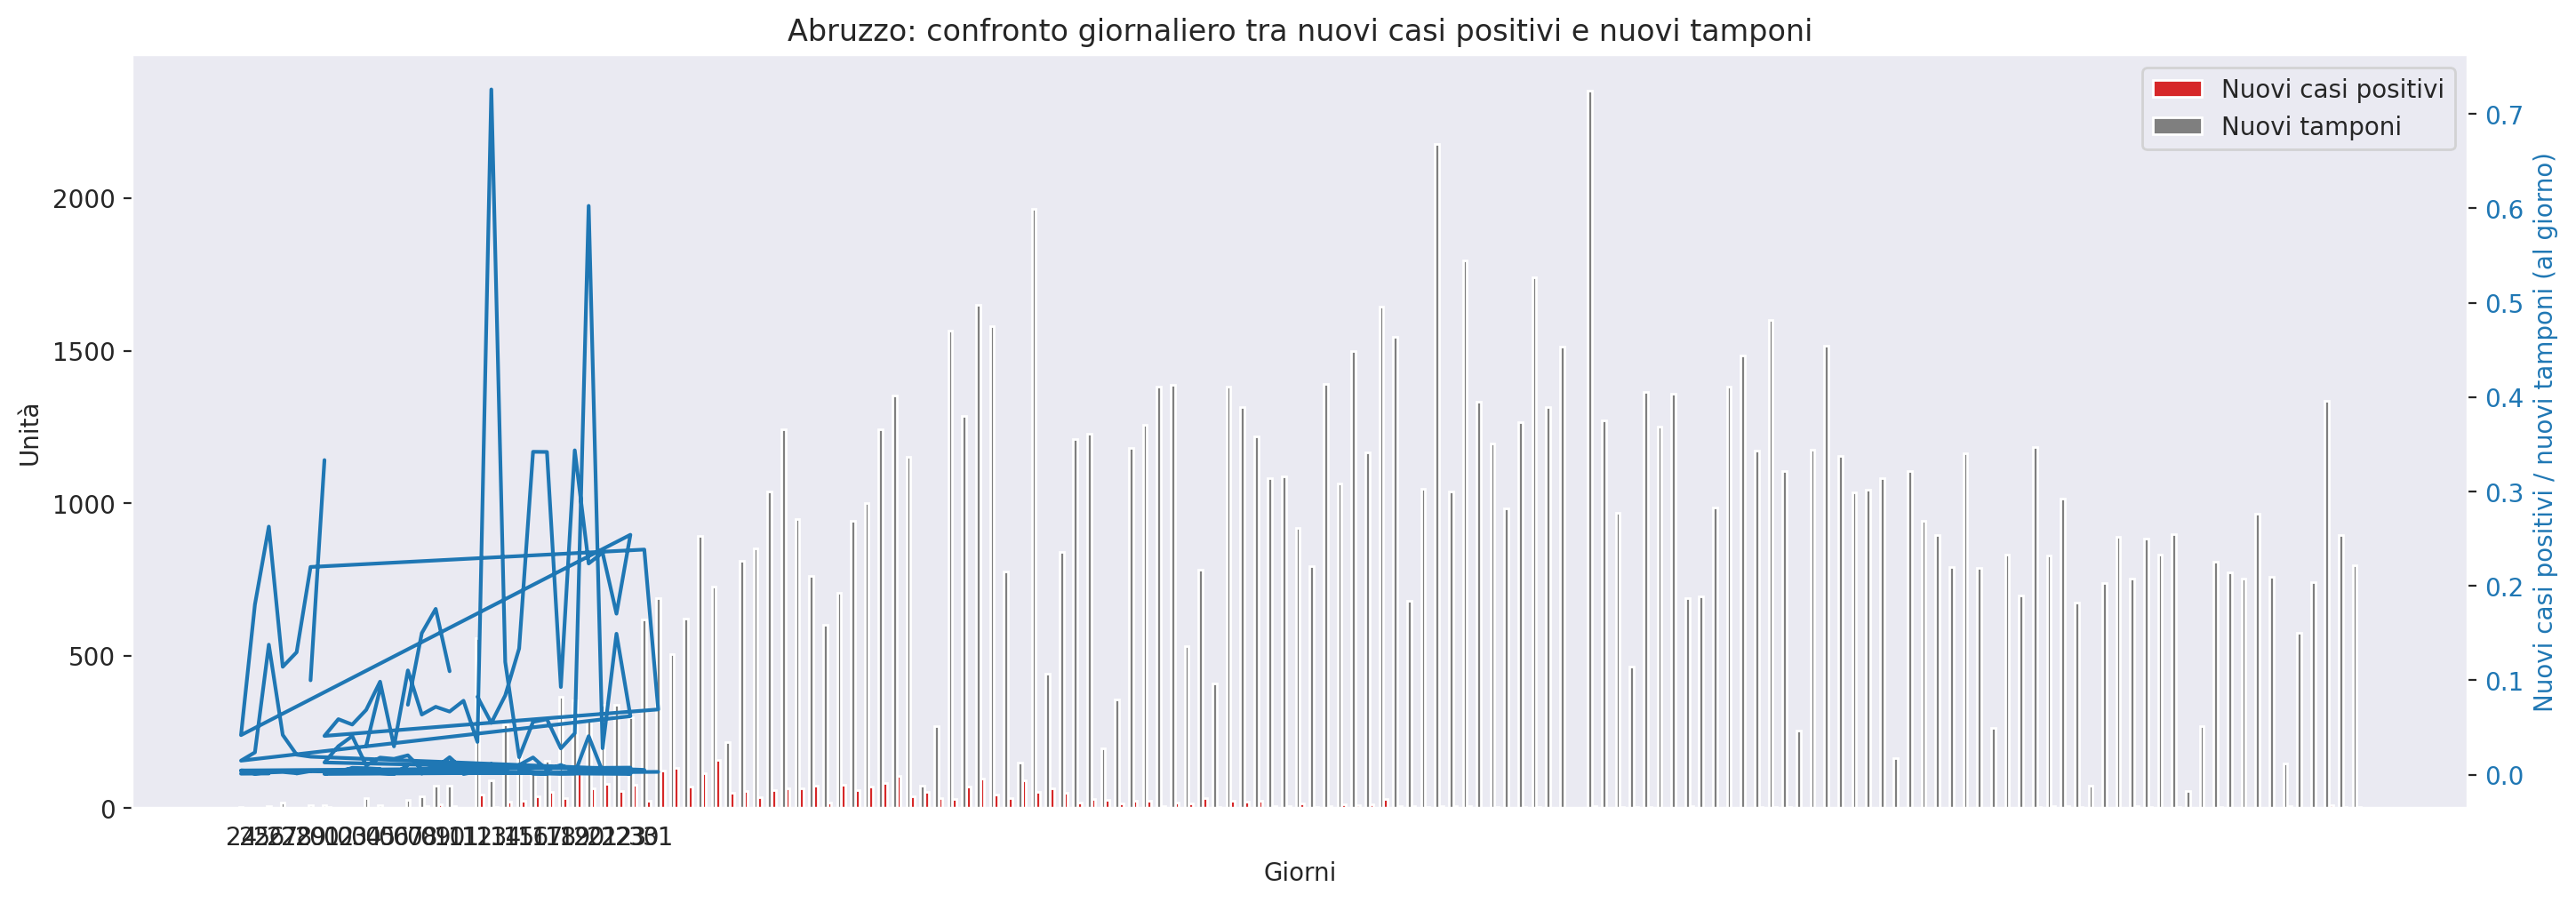 Abruzzo: confronto giornaliero tra nuovi casi positivi e nuovi tamponi
Nuovi casi positivi
Nuovi tamponi
Unità
2000
1500
1000
500
0
0.7
0.6
0.5
0.4
0.3
0.2
0.1
0.0
Nuovi casi positivi / nuovi tamponi (al giorno)
Giorni